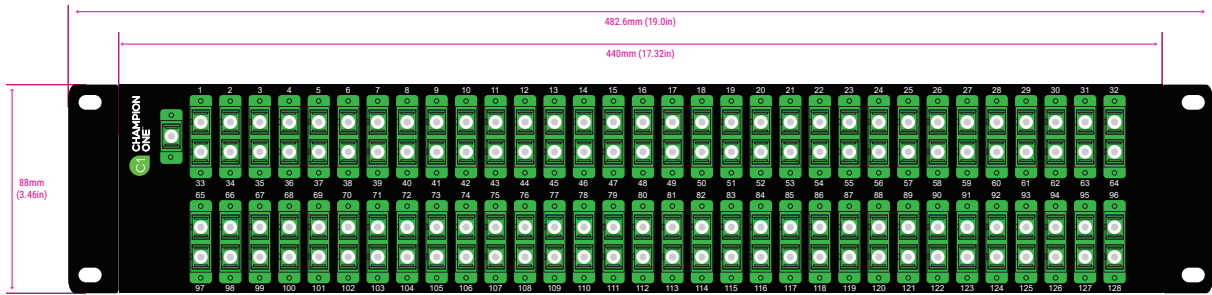 482.6mm (19.0in)
440mm (17.32in)
88mm
(3.46in)
C1
CHAMPION
ONE
1 2 3 4 5 6 7 8 9 10 11 12 13 14 15 16 17 18 19 20 21 22 23 24 25 26 27 28 29 30 31 32
33 34 35 36 37 38 39 40 41 42 43 44 45 46 47 48 49 50 51 52 53 54 55 56 57 58 59 60 61 62 63 64
65 66 67 68 69 70 71 72 73 74 75 76 77 78 79 80 81 82 83 84 85 86 87 88 89 90 91 92 93 94 95 96
97 98 99 100 101 102 103 104 105 106 107 108 109 110 111 112 113 114 115 116 117 118 119 120 121 122 123 124 125 126 127 128